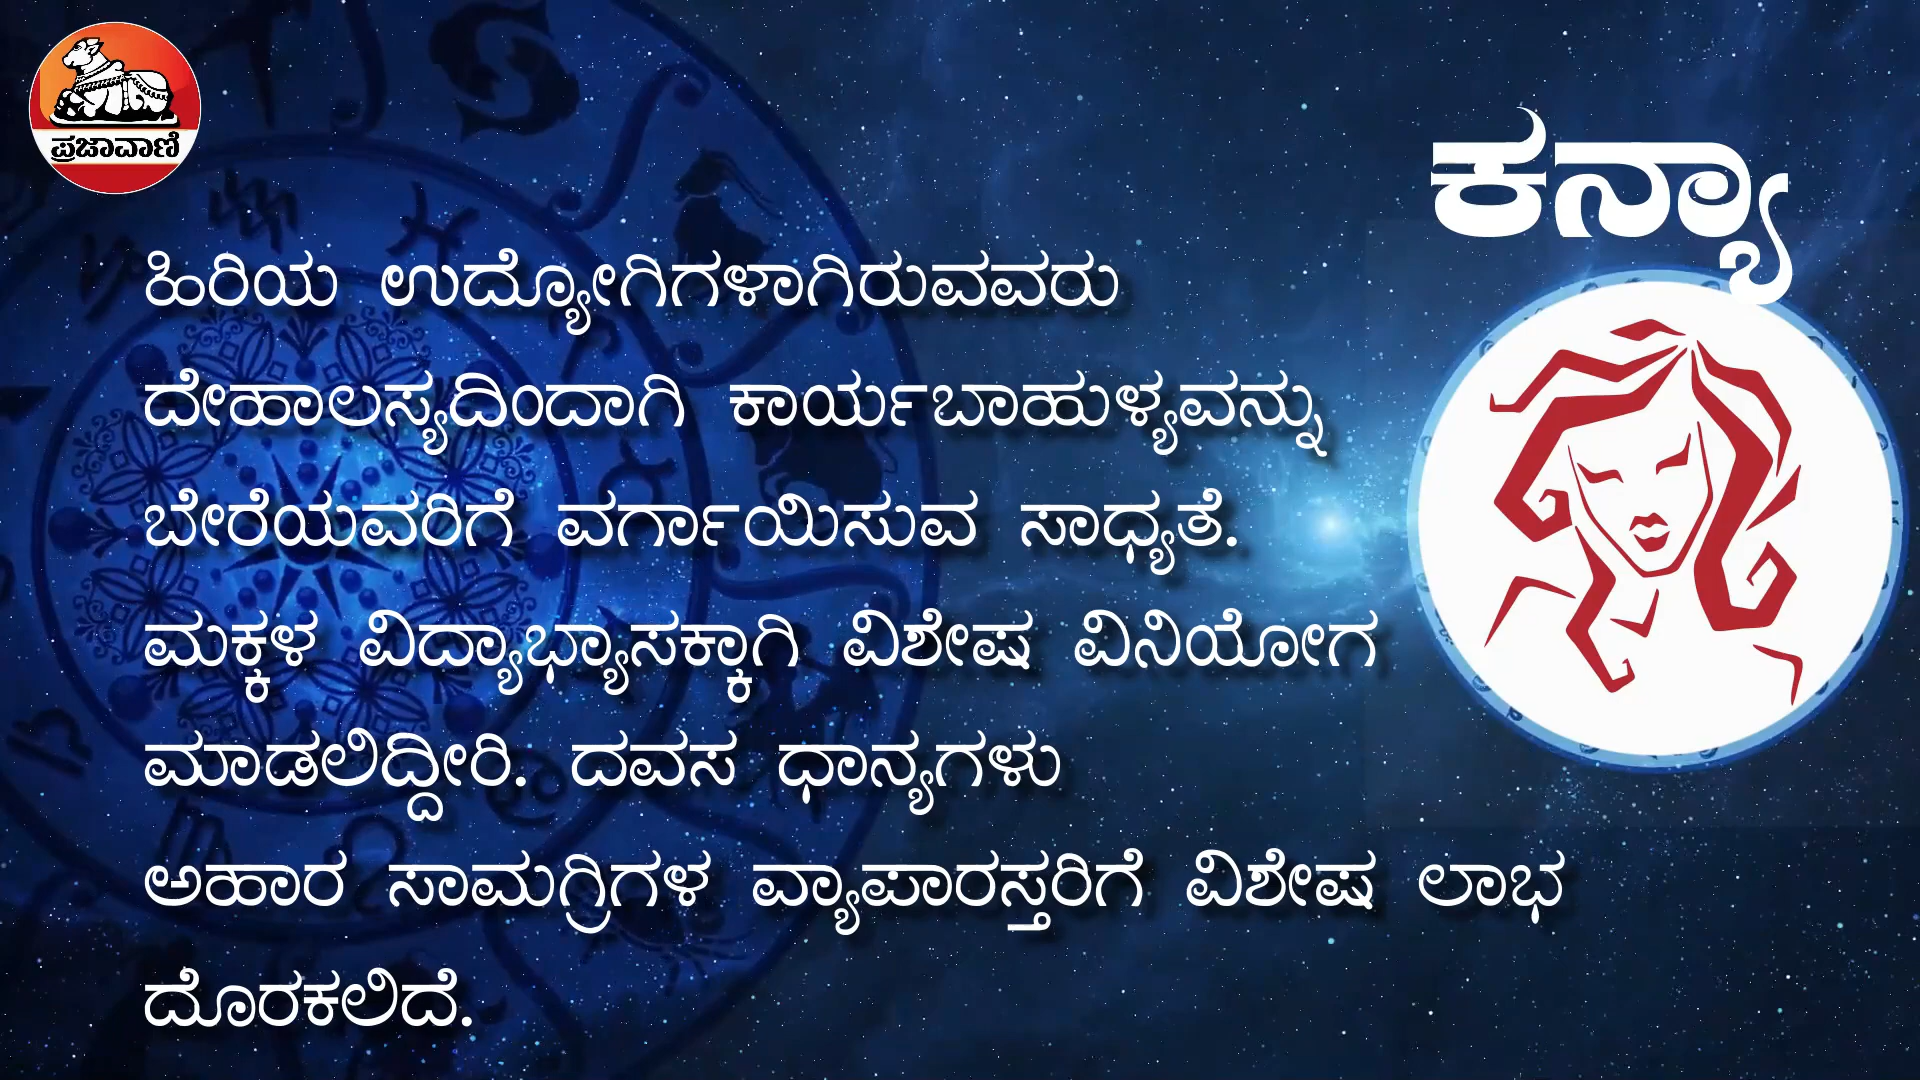 ಪ್ರಜಾವಾಣಿ
ಕನ್ಯಾ
ಹಿರಿಯ ಉದ್ಯೋಗಿಗಳಾಗಿರುವವರು
ದೇಹಾಲಸ್ಯದಿಂದಾಗಿ ಕಾರ್ಯಬಾಹುಳ್ಯವನ್ನು
ಬೇರೆಯವರಿಗೆ ವರ್ಗಾಯಿಸುವ ಸಾಧ್ಯತೆ.
ಮಕ್ಕಳ ವಿದ್ಯಾಭ್ಯಾಸಕ್ಕಾಗಿ ವಿಶೇಷ ವಿನಿಯೋಗ
ಮಾಡಲಿದ್ದೀರಿ. ದವಸ ಧಾನ್ಯಗಳು
ಅಹಾರ ಸಾಮಗ್ರಿಗಳ ವ್ಯಾಪಾರಸ್ತರಿಗೆ ವಿಶೇಷ ಲಾಭ
ದೊರಕಲಿದೆ.